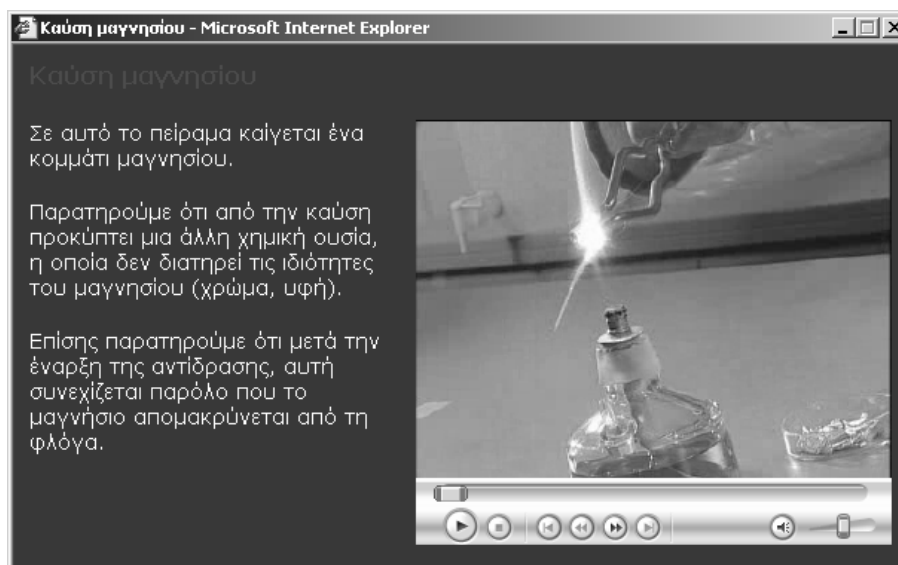 Καύση μαγνησίου - Microsoft Internet Explorer
Καύση μαγνησίου
Σε αυτό το πείραμα καίγεται ένα
κομμάτι μαγνησίου.
Παρατηρούμε ότι από την καύση
προκύπτει μια άλλη χημική ουσία,
η οποία δεν διατηρεί τις ιδιότητες
του μαγνησίου (χρώμα, υφή).
Επίσης παρατηρούμε ότι μετά την
έναρξη της αντίδρασης, αυτή
συνεχίζεται παρόλο που το
μαγνήσιο απομακρύνεται από τη
φλόγα.